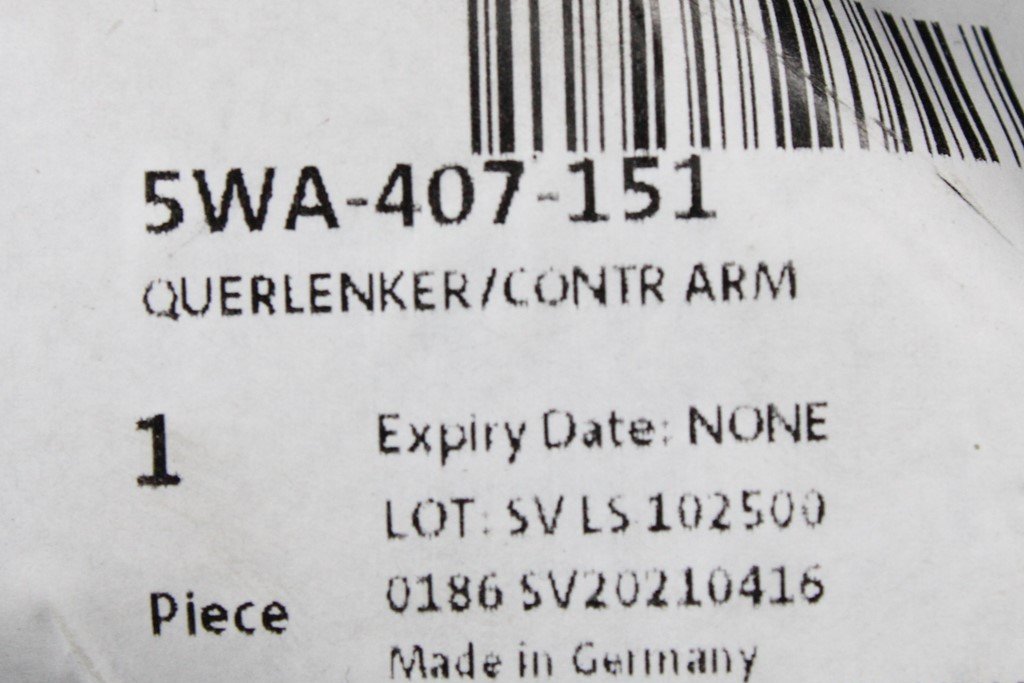 5WA-407-151
QUERLENKER/CONTR ARM
1
Expiry Date: NONE
LOT: SV LS 102500
0186 SV20210416
Piece
Made in Germany